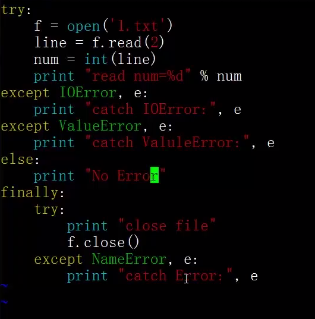 try:
    f = open('1.txt')
    line = f.read(2)
    num = int(line)
    print "read num=%d" % num
except IOError, e:
    print "catch IOError:", e
except ValueError, e:
    print "catch ValuleError:", e
else:
    print "No Error"
finally:
    try:
        print "close file"
        f.close()
    except NameError, e:
        print "catch Error:", e
~
~